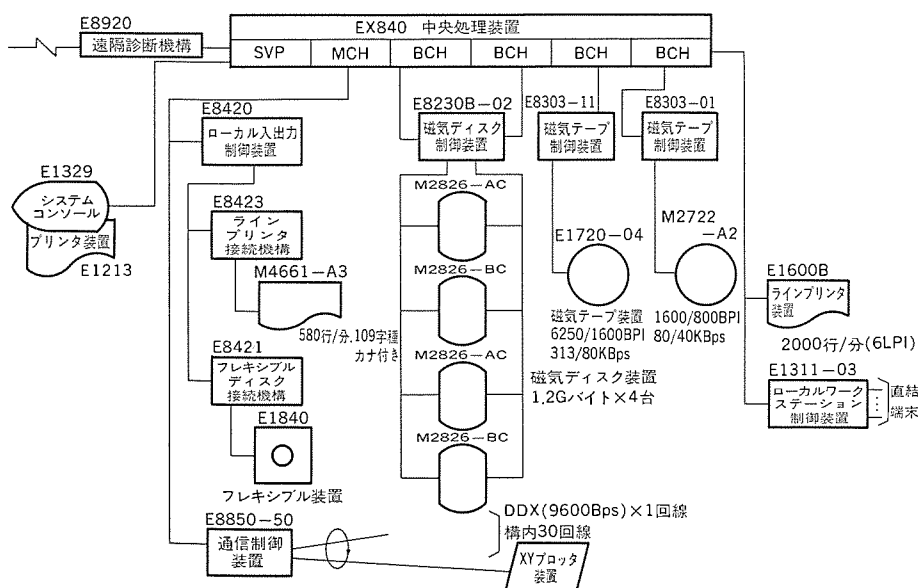 E8920
遠隔診断機構
EX840 中央処理装置
SVP
MCH
BCH
BCH
BCH
BCH
E8420
ローカル入出力
制御装置
E8230B-02
磁気ディスク
制御装置
E8303-11
磁気テープ
制御装置
E8303-01
磁気テープ
制御装置
E1329
システム
コンソール
プリンタ装置
E1213
E8423
ライン
プリンタ
接続機構
M4661-A3
580行/分,109字種
カナ付き
E8421
フレキシブル
ディスク
接続機構
E1840
フレキシブル装置
M2826-AC
M2826-BC
M2826-AC
M2826-BC
磁気ディスク装置
1.2Gバイト×4台
E1720-04
磁気テープ装置
6250/1600BPI
313/80KBps
M2722
-A2
1600/800BPI
80/40KBps
E1600B
ラインプリンタ
装置
2000行/分(6LPI)
E1311-03
ローカルワーク
ステーション
制御装置
直結
端末
E8850-50
通信制御
装置
DDX(9600Bps)×1回線
構内30回線
XYプロッタ
装置